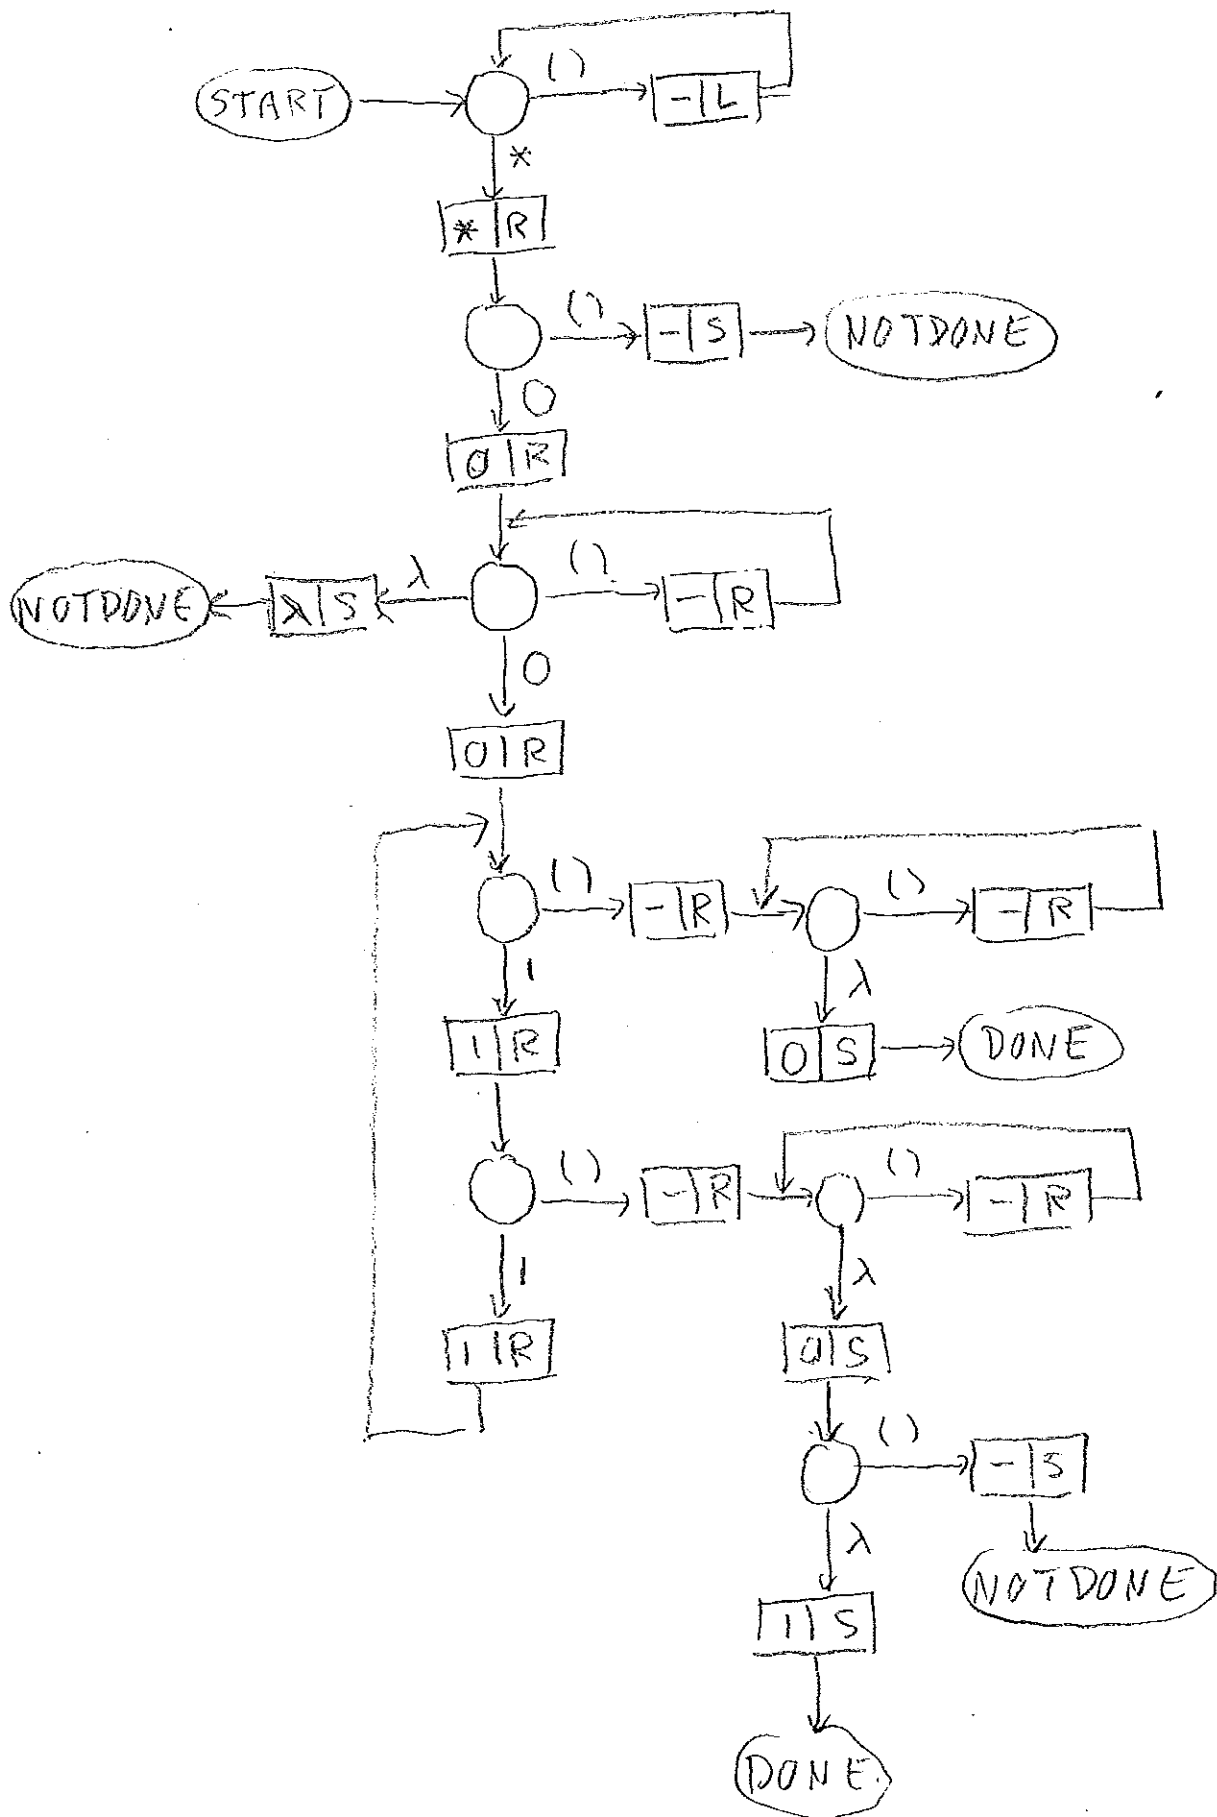 ( )
START - | L
*
* | R
( ) - | S NOTDONE
0
0 | R
NOTDONE λ | S λ ( ) - | R
0
0 | R
( ) - | R ( ) - | R
1 λ
1 | R 0 | S DONE
( ) - | R ( ) - | R
1 λ
1 | R 0 | S
( ) - | S
λ NOTDONE
1 | S
DONE